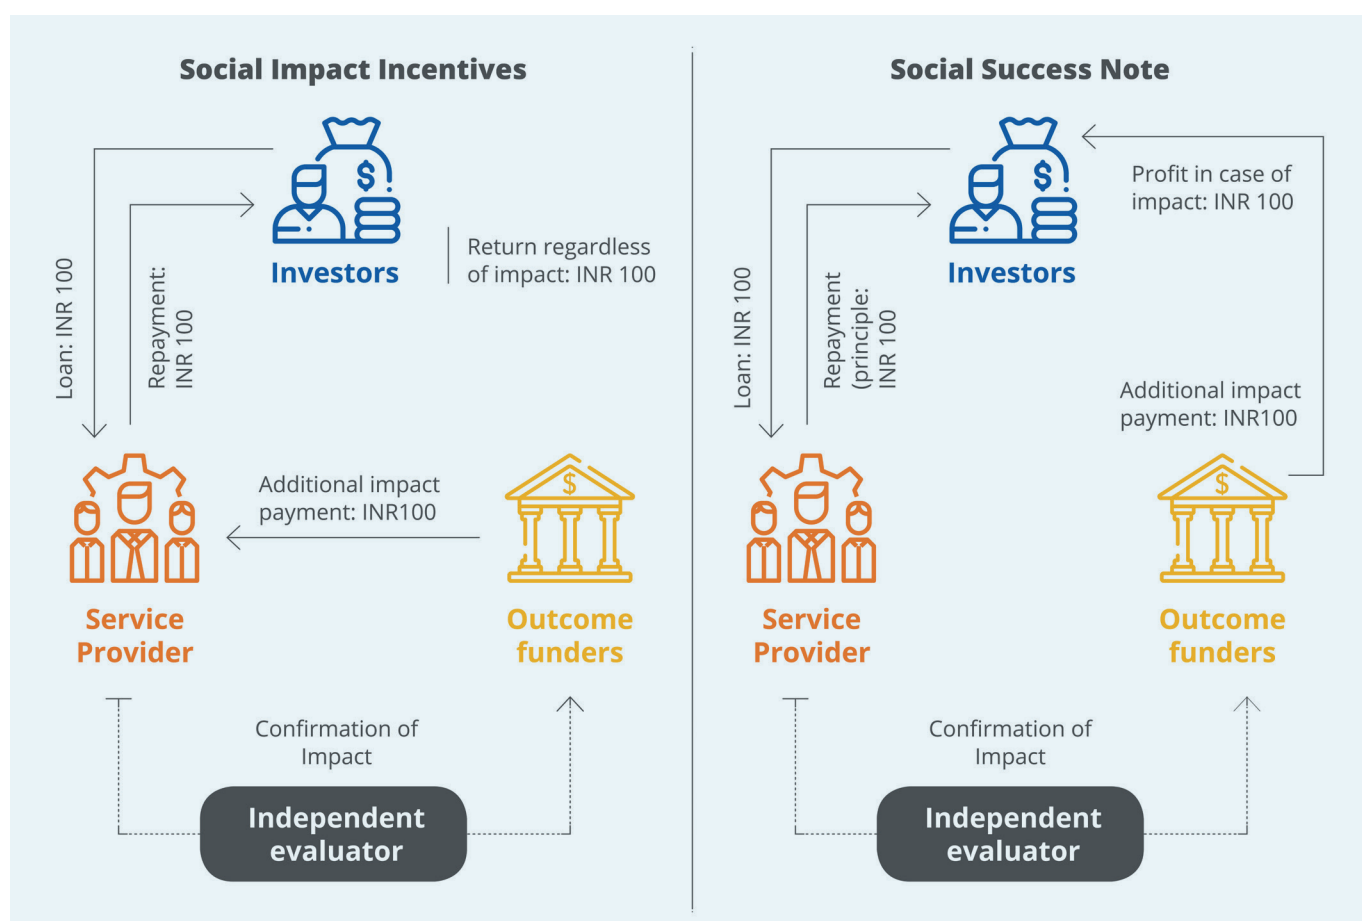 Social Impact Incentives
Investors
Return regardless
of impact: INR 100
Loan: INR 100
Repayment:
INR 100
Additional impact
payment: INR100
Service
Provider
Outcome
funders
Confirmation of
Impact
Independent
evaluator
Social Success Note
Profit in case of
impact: INR 100
Investors
Loan: INR 100
Repayment
(principle:
INR 100
Additional impact
payment: INR100
Service
Provider
Outcome
funders
Confirmation of
Impact
Independent
evaluator